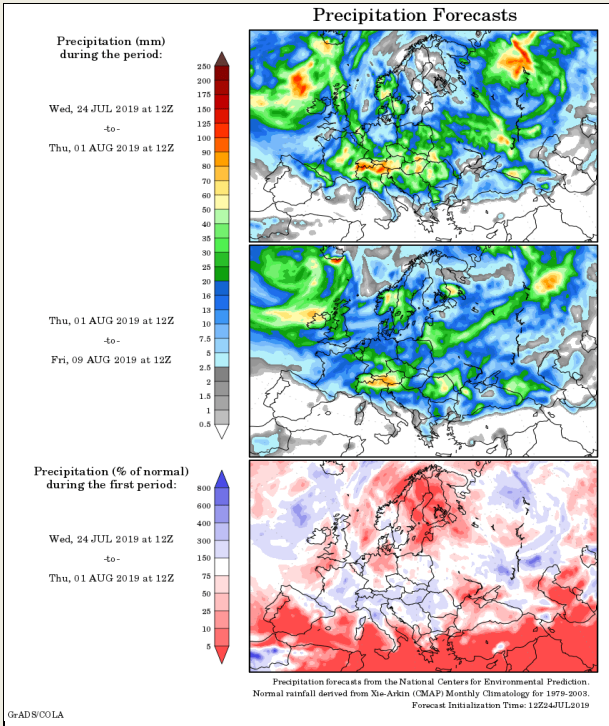 Precipitation Forecasts
Precipitation (mm)
during the period:
Wed, 24 JUL 2019 at 12Z
-to-
Thu, 01 AUG 2019 at 12Z
250
200
175
150
125
100
90
80
70
60
50
40
35
30
25
20
16
13
10
7.5
5
2.5
2
1.5
1
0.5
Thu, 01 AUG 2019 at 12Z
-to-
Fri, 09 AUG 2019 at 12Z
Precipitation (% of normal)
during the first period:
Wed, 24 JUL 2019 at 12Z
-to-
Thu, 01 AUG 2019 at 12Z
800
600
400
300
150
75
50
25
10
5
Precipitation forecasts from the National Centers for Environmental Prediction.
Normal rainfall derived from Xie-Arkin (CMAP) Monthly Climatology for 1979-2003.
Forecast Initialization Time: 12Z24JUL2019
GrADS/COLA